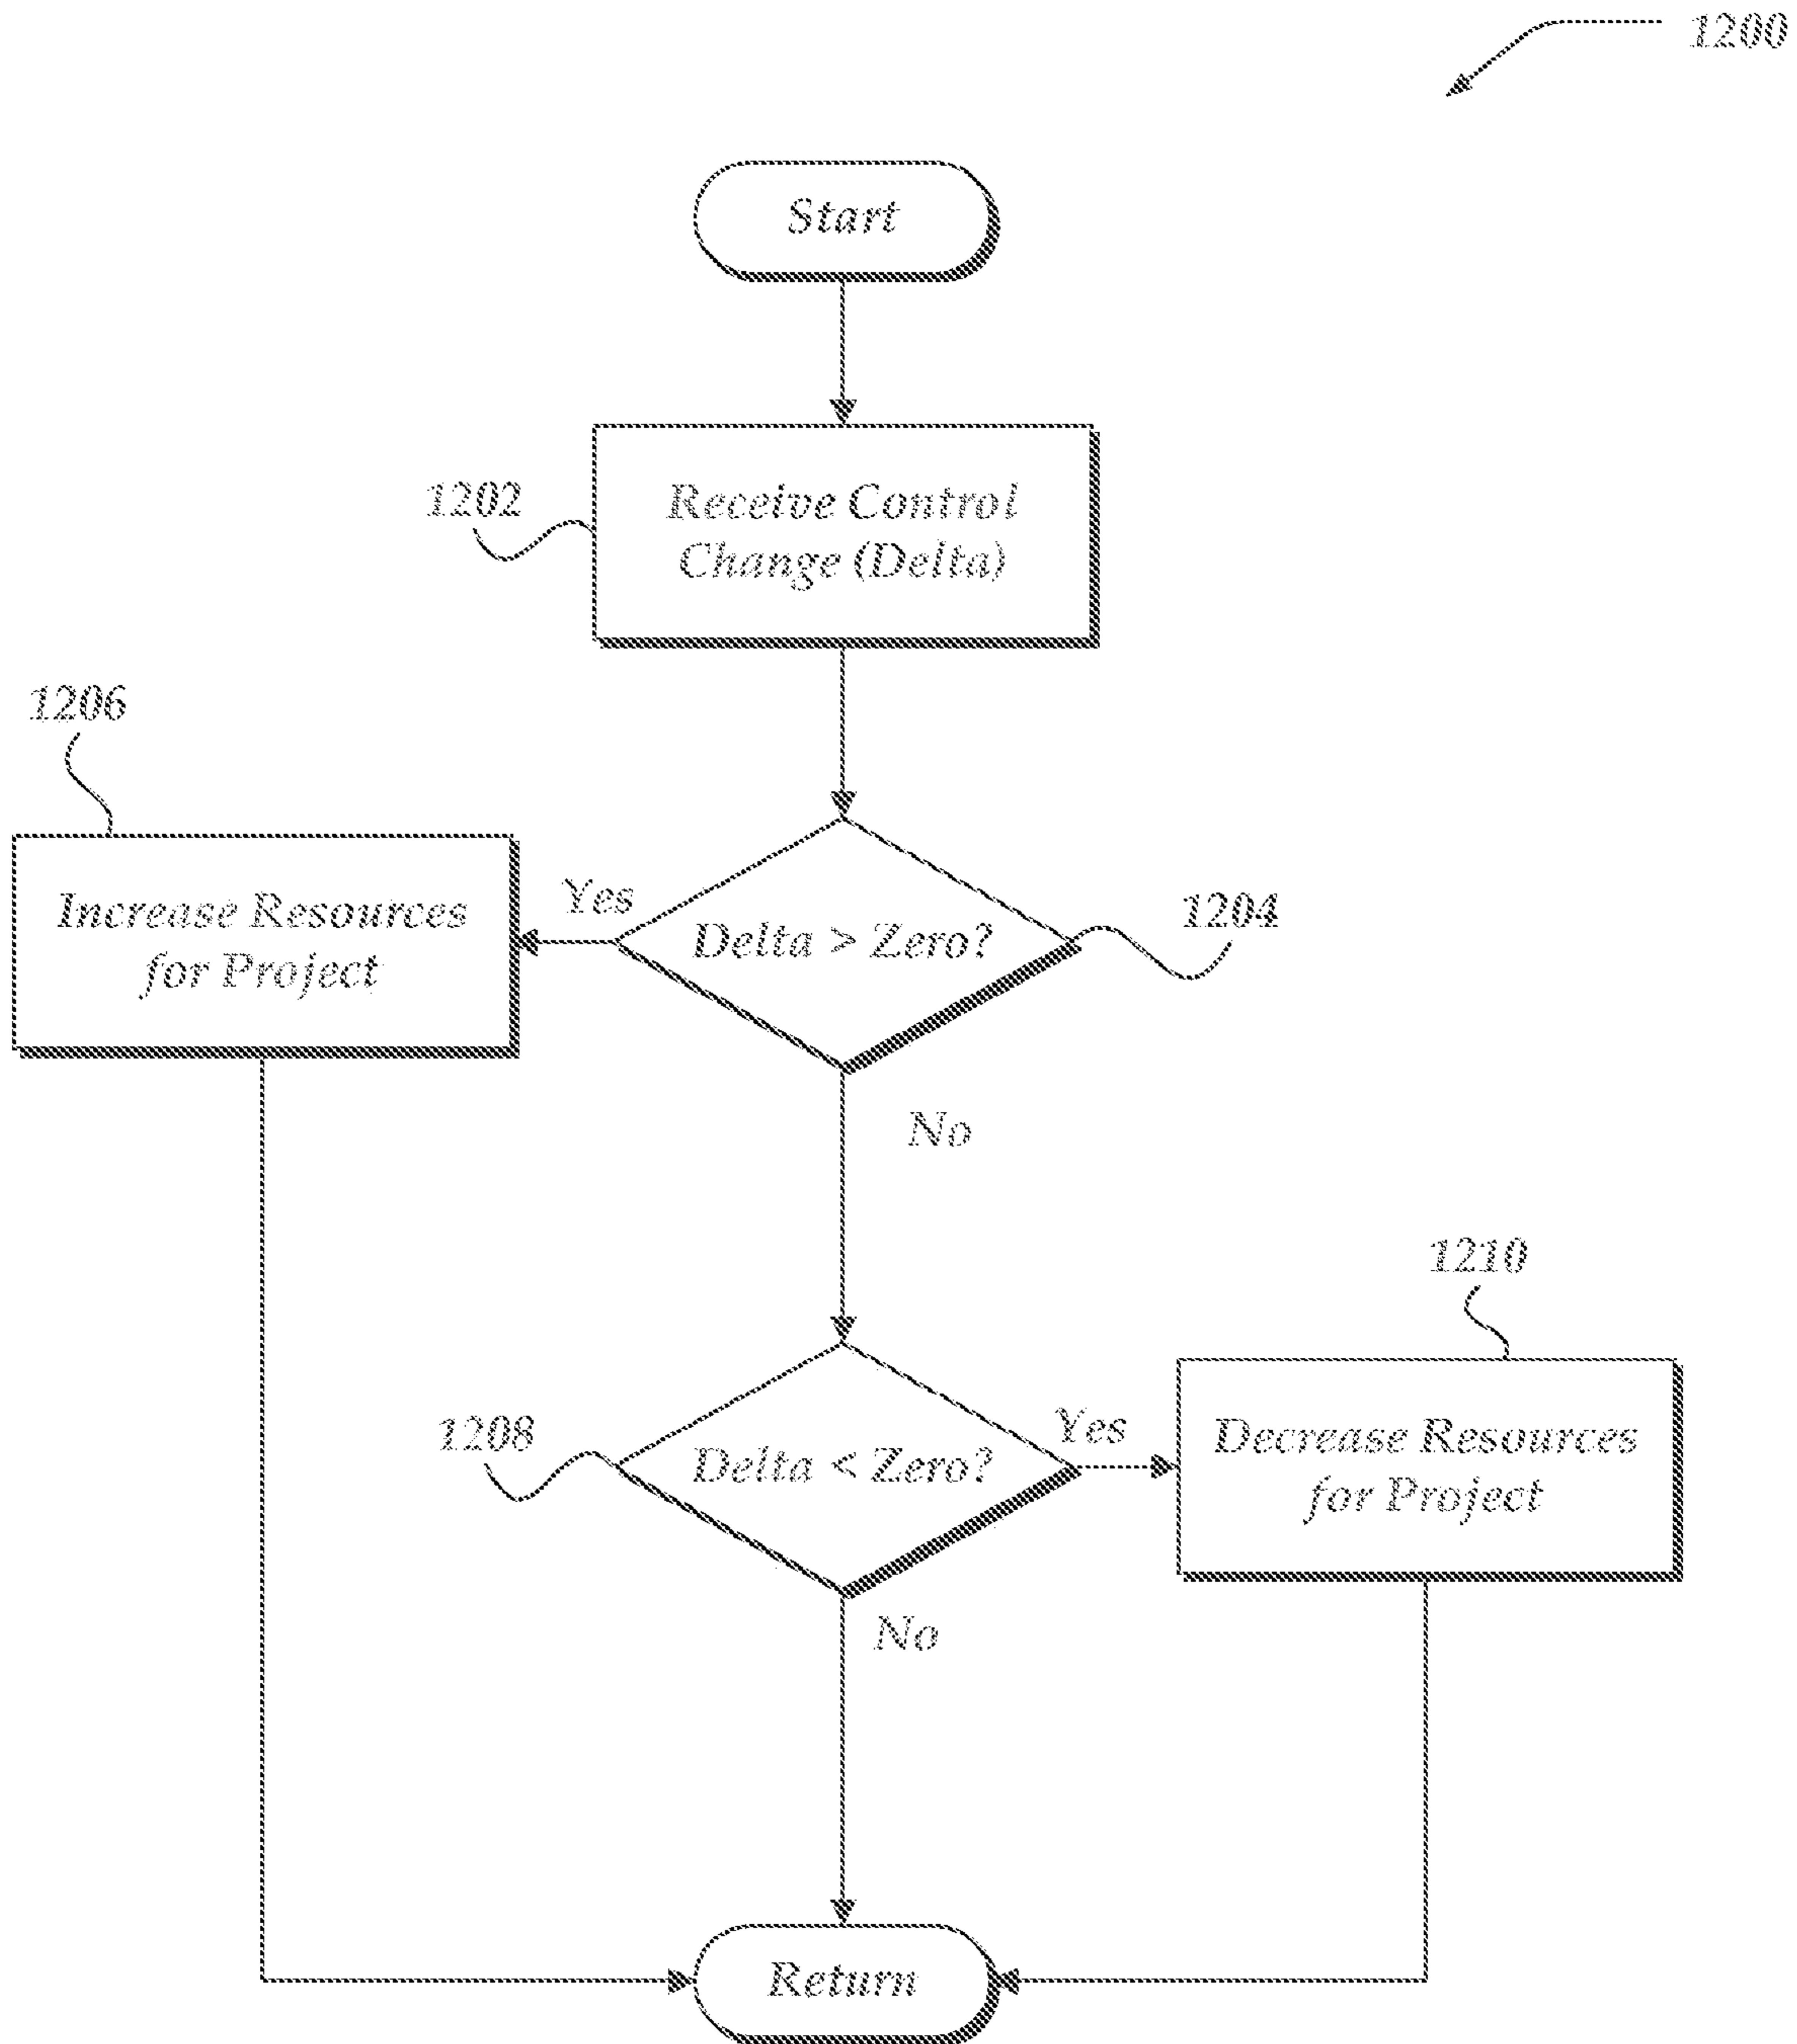 1200
Start
1202
Receive Control
Change (Delta)
1206
Increase Resources
for Project
Yes
Delta > Zero?
1204
No
1210
1208
Delta < Zero?
Yes
Decrease Resources
for Project
No
Return